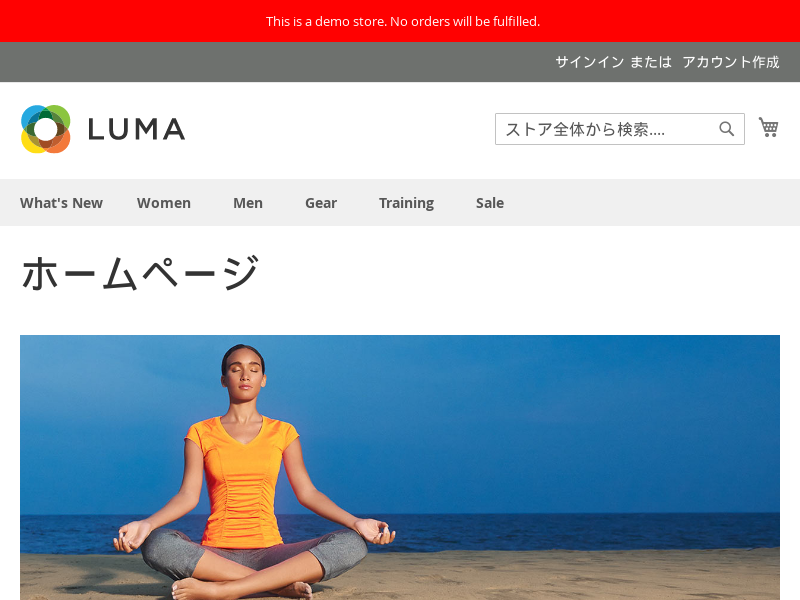 This is a demo store. No orders will be fulfilled.
サインイン または アカウント作成
LUMA
ストア全体から検索....
What's New Women Men Gear Training Sale
ホームページ